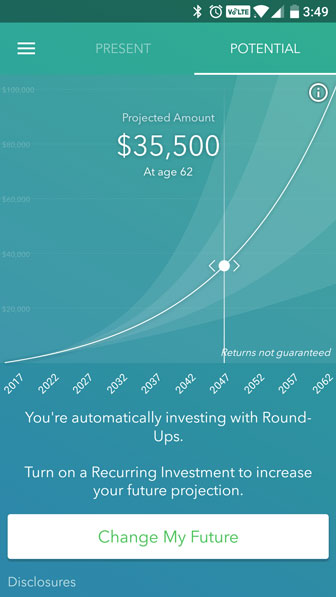 VoLTE 3:49
PRESENT POTENTIAL
$100,000
Projected Amount
$35,500
At age 62
$80,000
$60,000
$40,000
$20,000
Returns not guaranteed
2017 2022 2027 2032 2037 2042 2047 2052 2057 2062
You're automatically investing with Round-
Ups.
Turn on a Recurring Investment to increase
your future projection.
Change My Future
Disclosures